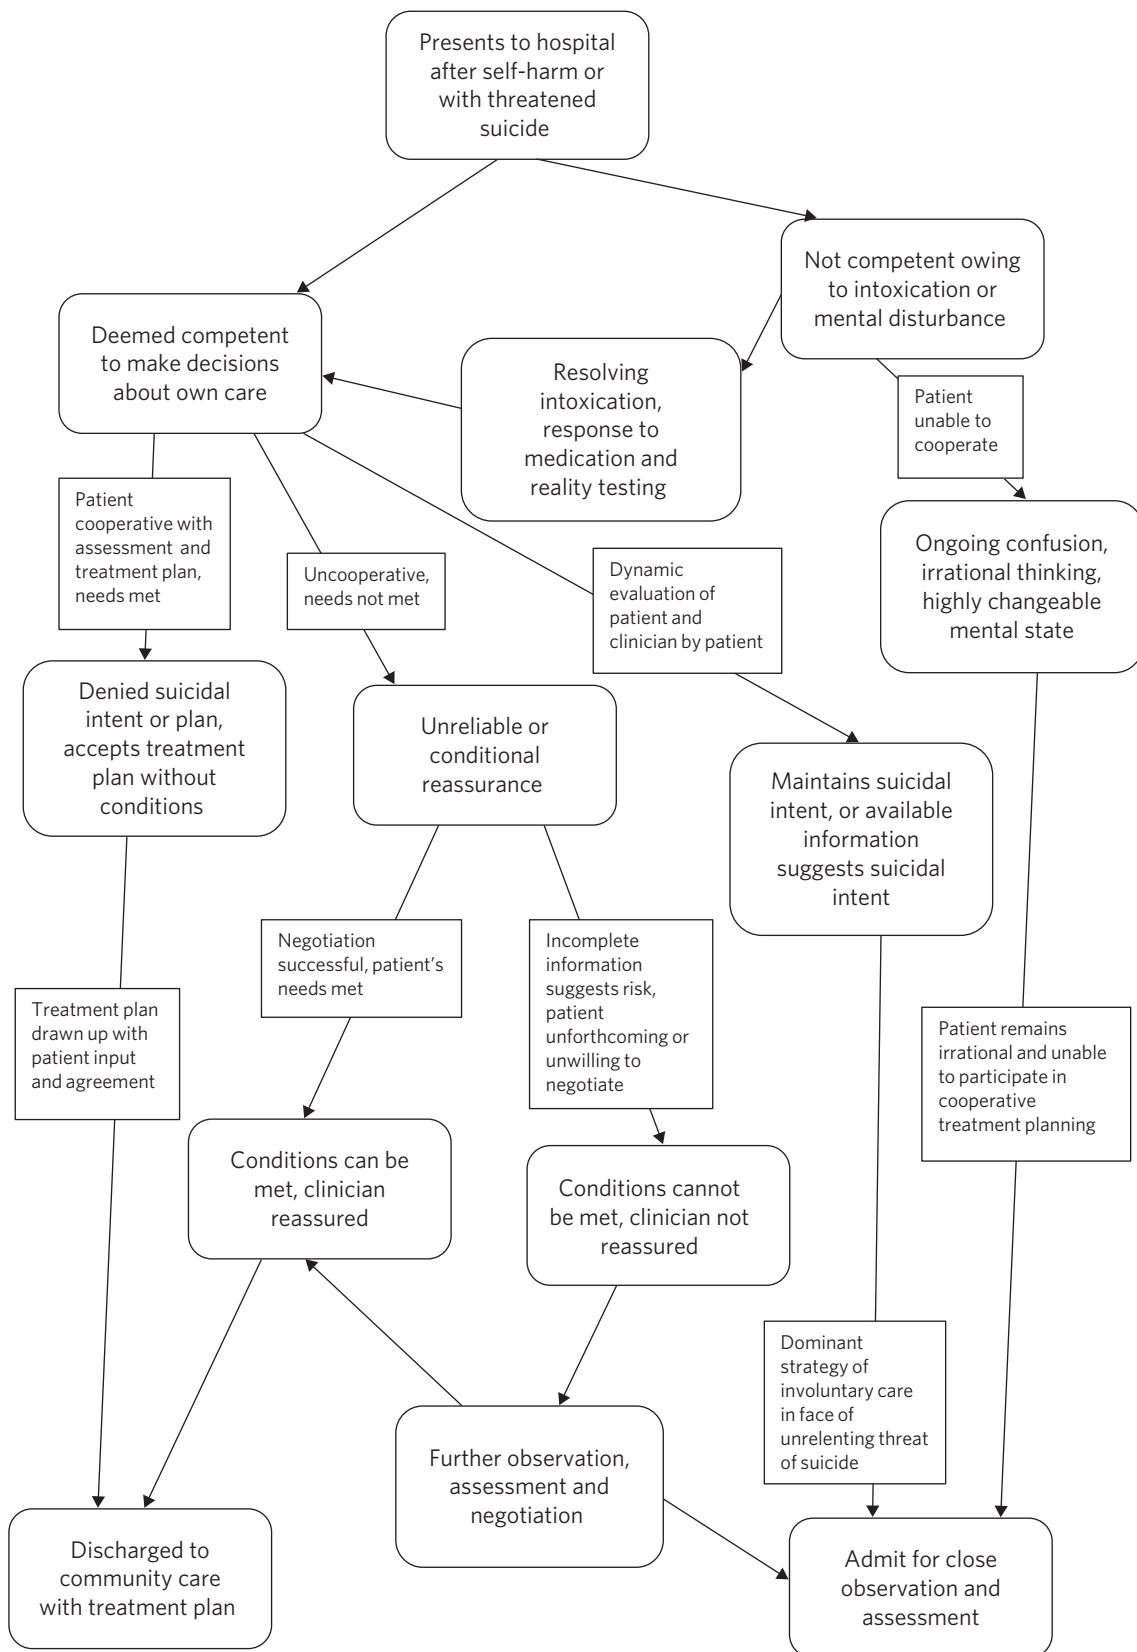 Presents to hospital
after self-harm or
with threatened
suicide
Not competent owing
to intoxication or
mental disturbance
Deemed competent
to make decisions
about own care
Resolving
intoxication,
response to
medication and
reality testing
Patient
unable to
cooperate
Patient
cooperative with
assessment and
treatment plan,
needs met
Uncooperative,
needs not met
Dynamic
evaluation of
patient and
clinician by patient
Ongoing confusion,
irrational thinking,
highly changeable
mental state
Denied suicidal
intent or plan,
accepts treatment
plan without
conditions
Unreliable or
conditional
reassurance
Maintains suicidal
intent, or available
information
suggests suicidal
intent
Negotiation
successful, patient’s
needs met
Incomplete
information
suggests risk,
patient
unforthcoming or
unwilling to
negotiate
Treatment plan
drawn up with
patient input
and agreement
Patient remains
irrational and unable
to participate in
cooperative
treatment planning
Conditions can be
met, clinician
reassured
Conditions cannot
be met, clinician not
reassured
Dominant
strategy of
involuntary care
in face of
unrelenting threat
of suicide
Further observation,
assessment and
negotiation
Discharged to
community care
with treatment plan
Admit for close
observation and
assessment